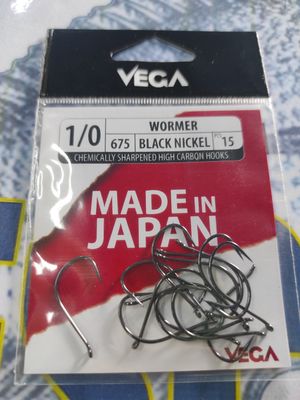 VEGA
1/0
WORMER
675
BLACK NICKEL
PCS
15
CHEMICALLY SHARPENED HIGH CARBON HOOKS
MADE IN
JAPAN
VEGA